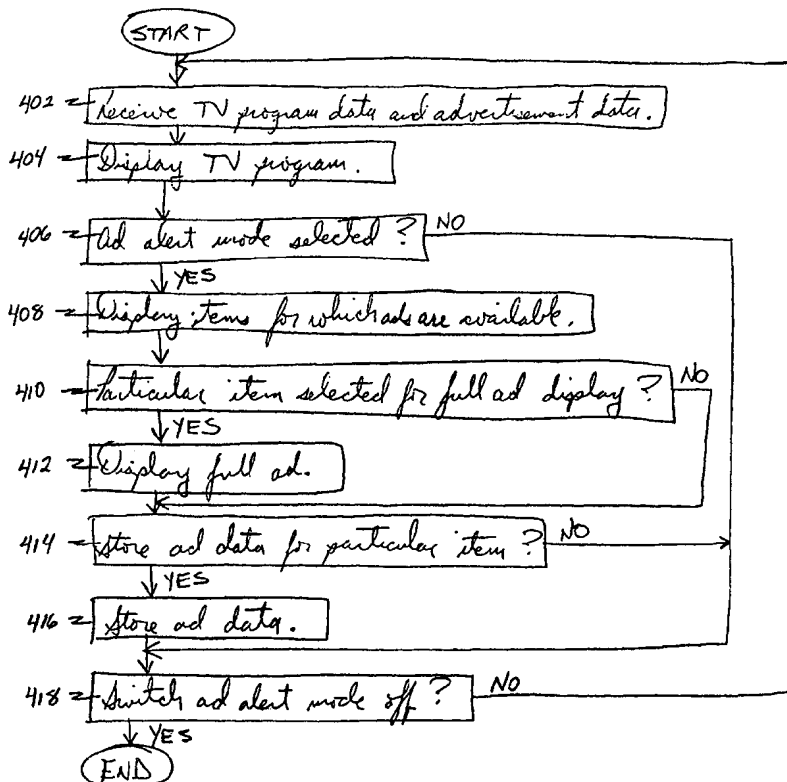 START
402 Receive TV program data and advertisement data.
404 Display TV program.
406 Ad alert mode selected? NO
YES
408 Display items for which ads are available.
410 Particular item selected for full ad display? NO
YES
412 Display full ad.
414 Store ad data for particular item? NO
YES
416 Store ad data.
418 Switch ad alert mode off? NO
YES
END